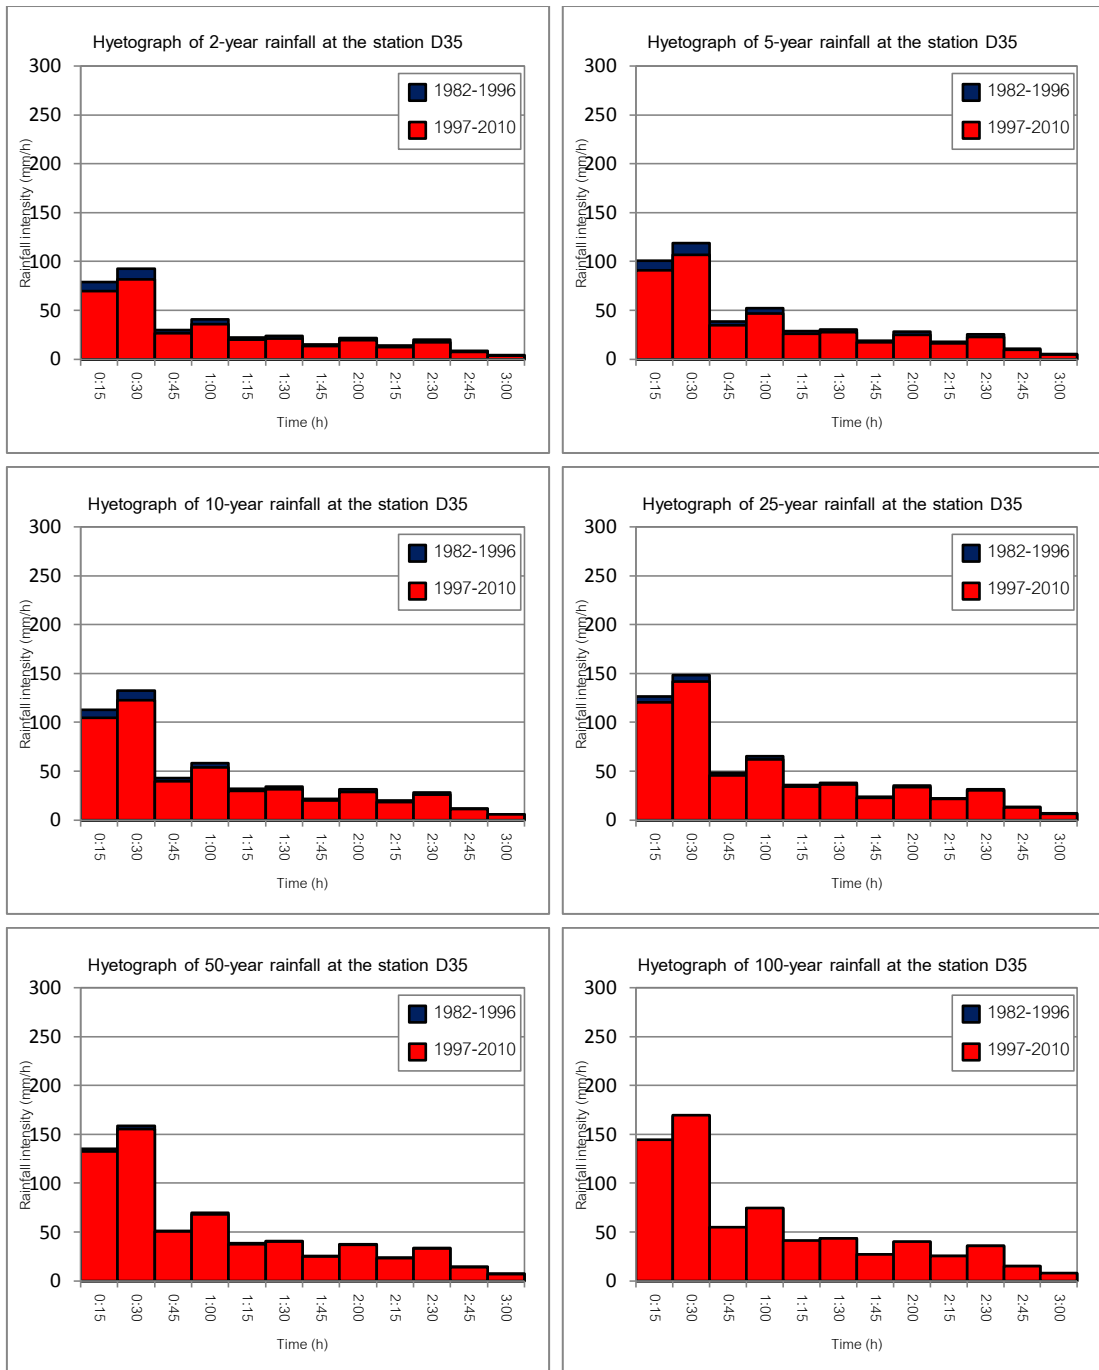 Hyetograph of 2-year rainfall at the station D35
300
250
200
150
100
50
0
Rainfall intensity (mm/h)
1982-1996
1997-2010
0:15 0:30 0:45 1:00 1:15 1:30 1:45 2:00 2:15 2:30 2:45 3:00
Time (h)
Hyetograph of 5-year rainfall at the station D35
300
250
200
150
100
50
0
Rainfall intensity (mm/h)
1982-1996
1997-2010
0:15 0:30 0:45 1:00 1:15 1:30 1:45 2:00 2:15 2:30 2:45 3:00
Time (h)
Hyetograph of 10-year rainfall at the station D35
300
250
200
150
100
50
0
Rainfall intensity (mm/h)
1982-1996
1997-2010
0:15 0:30 0:45 1:00 1:15 1:30 1:45 2:00 2:15 2:30 2:45 3:00
Time (h)
Hyetograph of 25-year rainfall at the station D35
300
250
200
150
100
50
0
Rainfall intensity (mm/h)
1982-1996
1997-2010
0:15 0:30 0:45 1:00 1:15 1:30 1:45 2:00 2:15 2:30 2:45 3:00
Time (h)
Hyetograph of 50-year rainfall at the station D35
300
250
200
150
100
50
0
Rainfall intensity (mm/h)
1982-1996
1997-2010
0:15 0:30 0:45 1:00 1:15 1:30 1:45 2:00 2:15 2:30 2:45 3:00
Time (h)
Hyetograph of 100-year rainfall at the station D35
300
250
200
150
100
50
0
Rainfall intensity (mm/h)
1982-1996
1997-2010
0:15 0:30 0:45 1:00 1:15 1:30 1:45 2:00 2:15 2:30 2:45 3:00
Time (h)